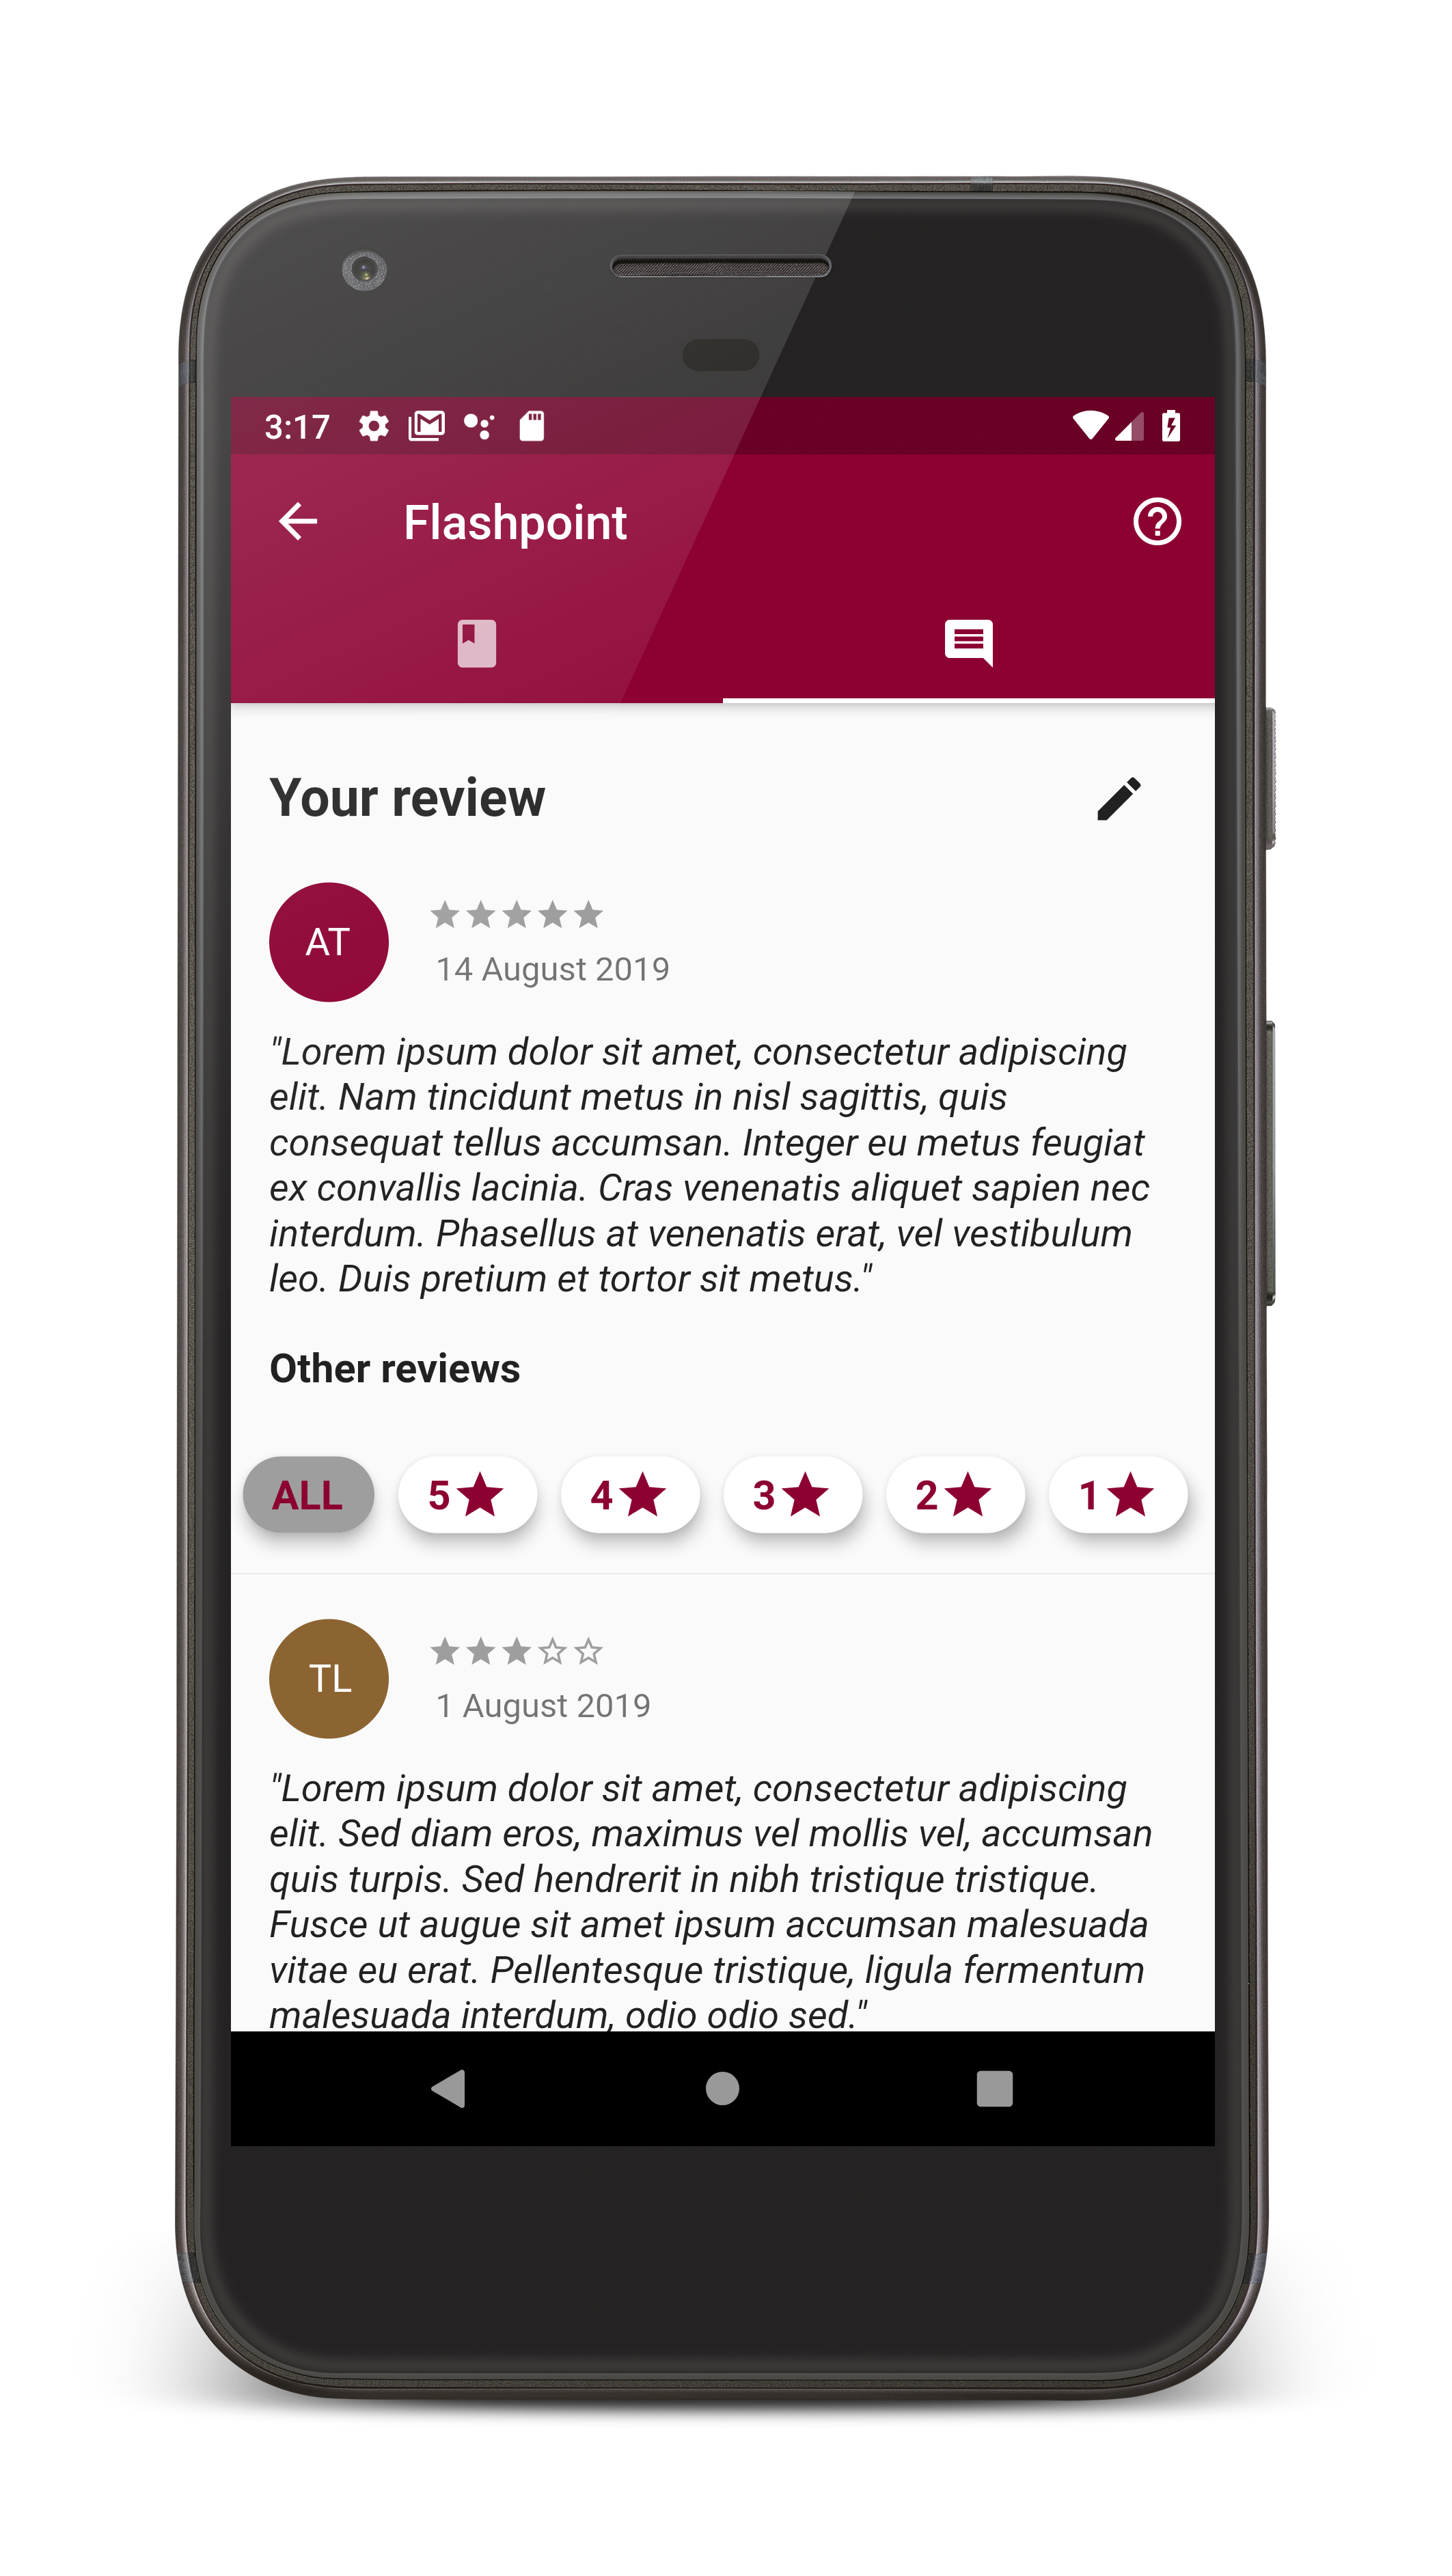 3:17
Flashpoint
Your review
AT
14 August 2019
"Lorem ipsum dolor sit amet, consectetur adipiscing
elit. Nam tincidunt metus in nisl sagittis, quis
consequat tellus accumsan. Integer eu metus feugiat
ex convallis lacinia. Cras venenatis aliquet sapien nec
interdum. Phasellus at venenatis erat, vel vestibulum
leo. Duis pretium et tortor sit metus."
Other reviews
ALL 5 4 3 2 1
TL
1 August 2019
"Lorem ipsum dolor sit amet, consectetur adipiscing
elit. Sed diam eros, maximus vel mollis vel, accumsan
quis turpis. Sed hendrerit in nibh tristique tristique.
Fusce ut augue sit amet ipsum accumsan malesuada
vitae eu erat. Pellentesque tristique, ligula fermentum
malesuada interdum, odio odio sed."